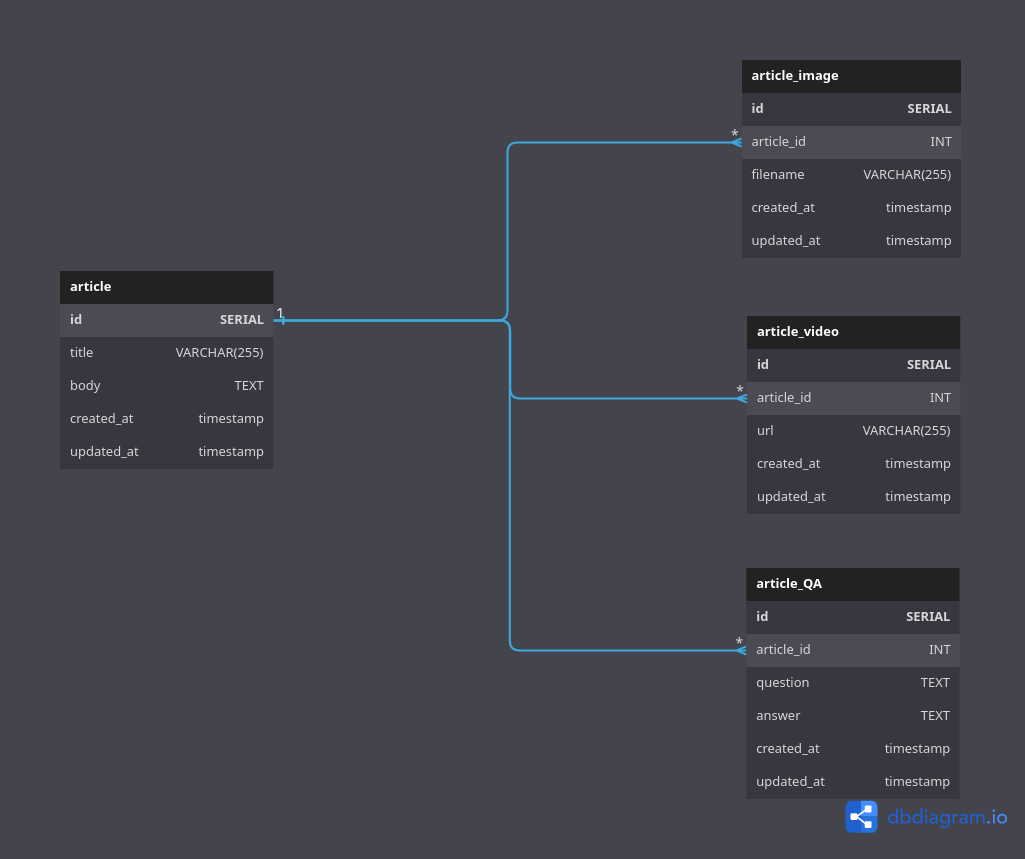 article_image
id SERIAL
* article_id INT
filename VARCHAR(255)
created_at timestamp
updated_at timestamp
article
id SERIAL 1
title VARCHAR(255)
body TEXT
created_at timestamp
updated_at timestamp
article_video
id SERIAL
* article_id INT
url VARCHAR(255)
created_at timestamp
updated_at timestamp
article_QA
id SERIAL
* article_id INT
question TEXT
answer TEXT
created_at timestamp
updated_at timestamp
dbdiagram.io